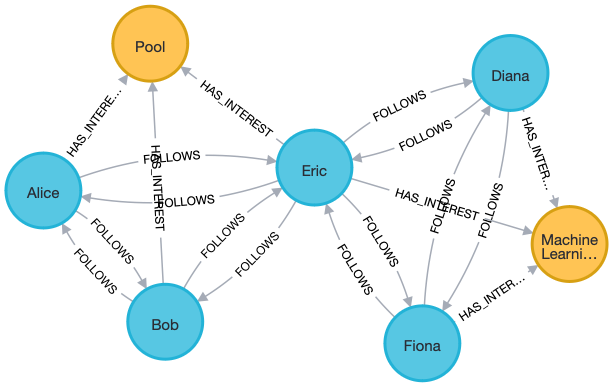 Pool
Diana
HAS_INTERE…
HAS_INTEREST
FOLLOWS
FOLLOWS
HAS_INTER…
FOLLOWS
HAS_INTEREST
Eric
Alice
FOLLOWS
HAS_INTEREST
FOLLOWS
FOLLOWS
FOLLOWS
FOLLOWS
FOLLOWS
FOLLOWS
FOLLOWS
FOLLOWS
Machine
Learni…
HAS_INTER…
Bob
Fiona